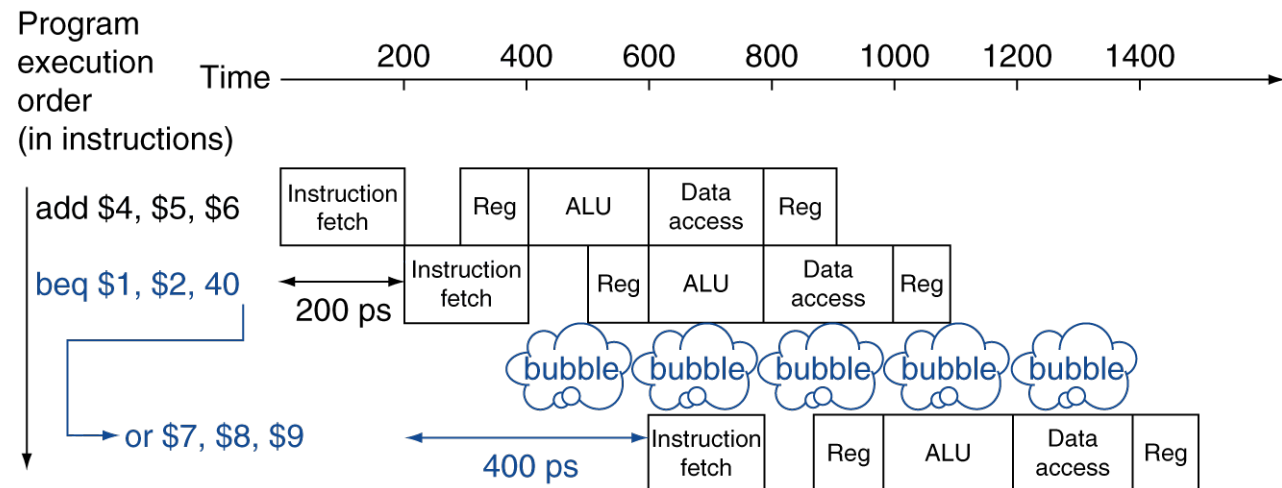 Program
execution
order
(in instructions)
Time
200 400 600 800 1000 1200 1400
add $4, $5, $6
Instruction
fetch
Reg
ALU
Data
access
Reg
beq $1, $2, 40
200 ps
Instruction
fetch
Reg
ALU
Data
access
Reg
bubble bubble bubble bubble bubble
or $7, $8, $9
400 ps
Instruction
fetch
Reg
ALU
Data
access
Reg